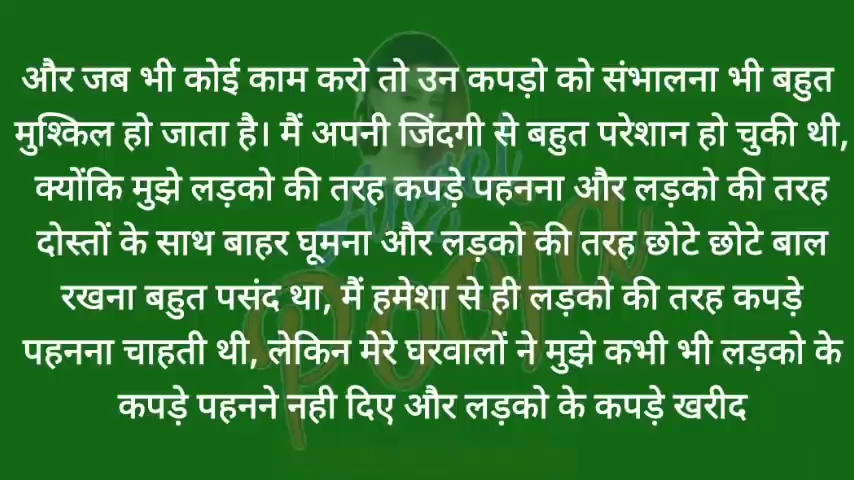 और जब भी कोई काम करो तो उन कपड़ो को संभालना भी बहुत
मुश्किल हो जाता है। मैं अपनी जिंदगी से बहुत परेशान हो चुकी थी,
क्योंकि मुझे लड़को की तरह कपड़े पहनना और लड़को की तरह
दोस्तों के साथ बाहर घूमना और लड़को की तरह छोटे छोटे बाल
रखना बहुत पसंद था, मैं हमेशा से ही लड़को की तरह कपड़े
पहनना चाहती थी, लेकिन मेरे घरवालों ने मुझे कभी भी लड़को के
कपड़े पहनने नही दिए और लड़को के कपड़े खरीद
Pooja